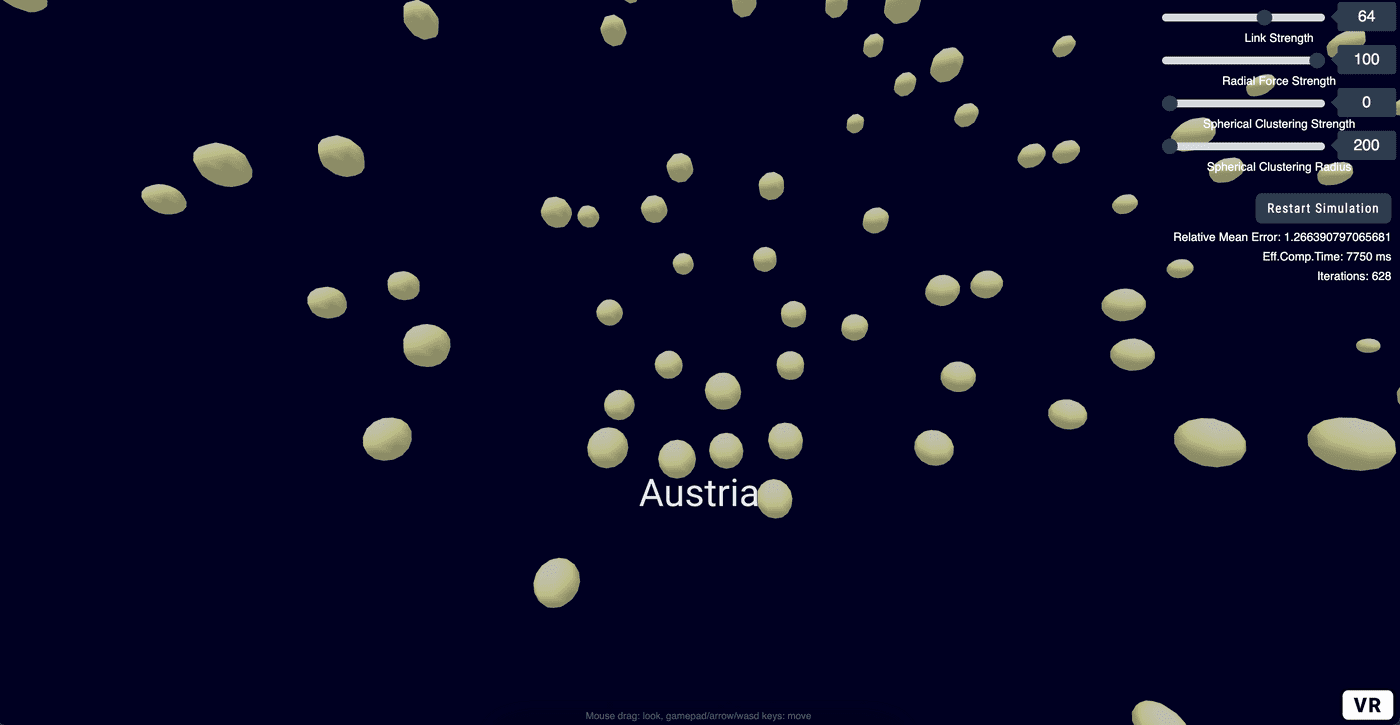 64
Link Strength
100
Radial Force Strength
0
Spherical Clustering Strength
200
Spherical Clustering Radius
Restart Simulation
Relative Mean Error: 1.266390797065681
Eff.Comp.Time: 7750 ms
Iterations: 628
Austria
Mouse drag: look, gamepad/arrow/wasd keys: move
VR